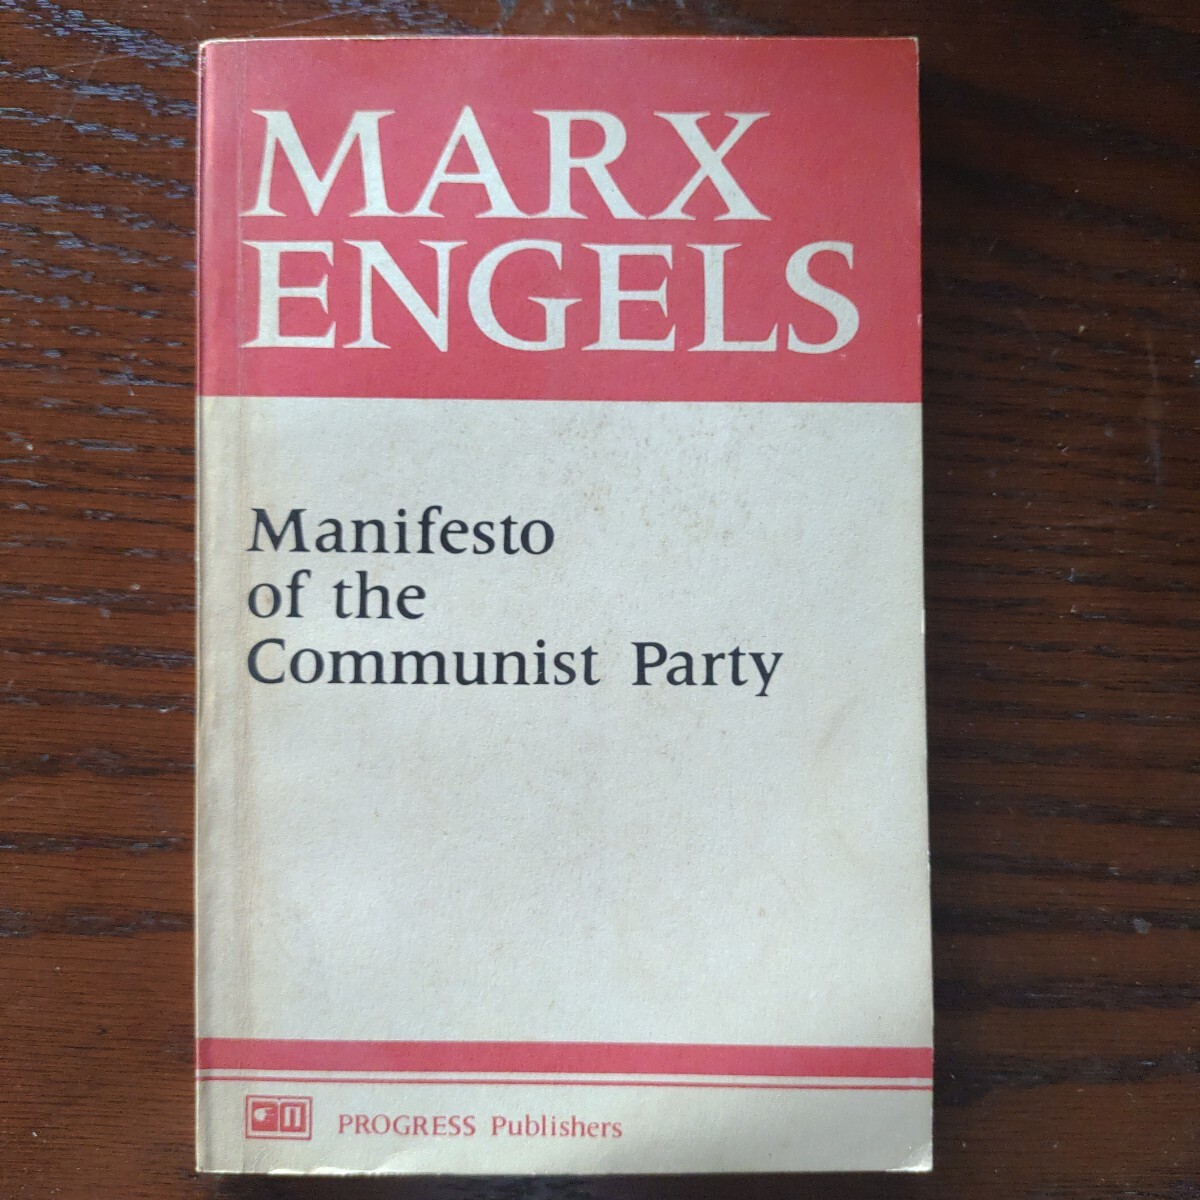 MARX
ENGELS
Manifesto
of the
Communist Party
PROGRESS Publishers